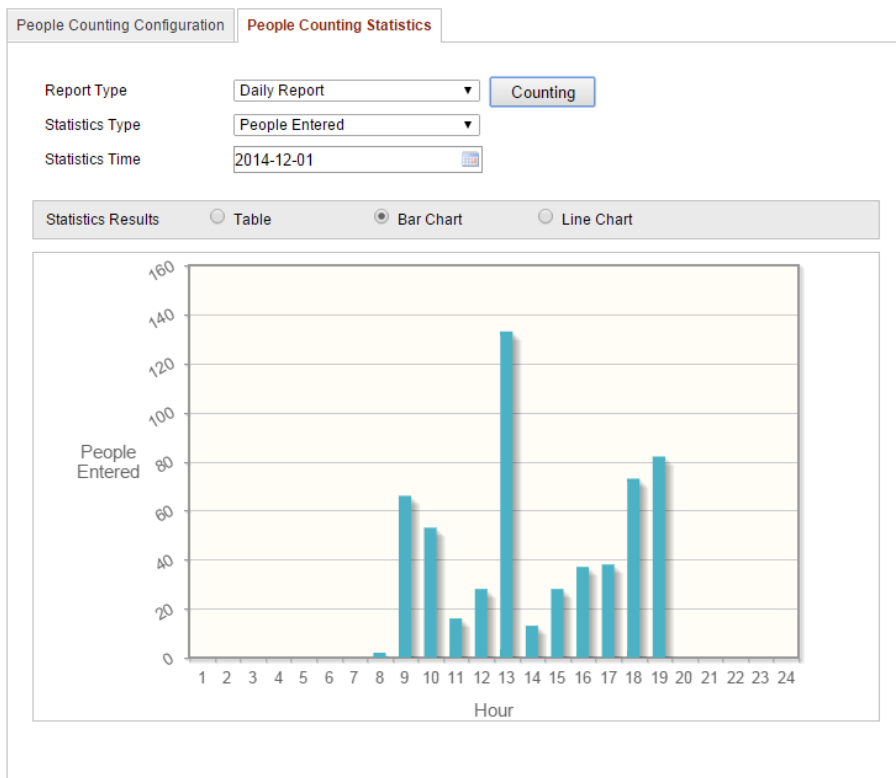 People Counting Configuration People Counting Statistics
Report Type Daily Report Counting
Statistics Type People Entered
Statistics Time 2014-12-01
Statistics Results Table Bar Chart Line Chart
160
140
120
100
People
Entered
80
60
40
20
0
1 2 3 4 5 6 7 8 9 10 11 12 13 14 15 16 17 18 19 20 21 22 23 24
Hour